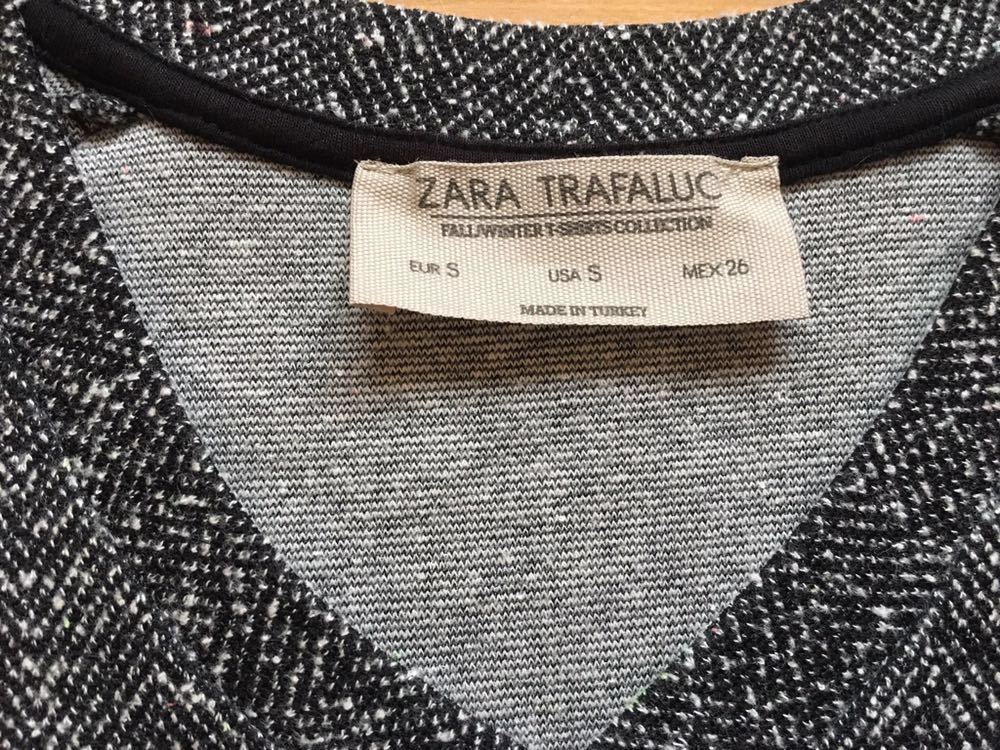 ZARA TRAFALUC
FALL/WINTER T-SHIRTS COLLECTION
EUR S USA S MEX 26
MADE IN TURKEY